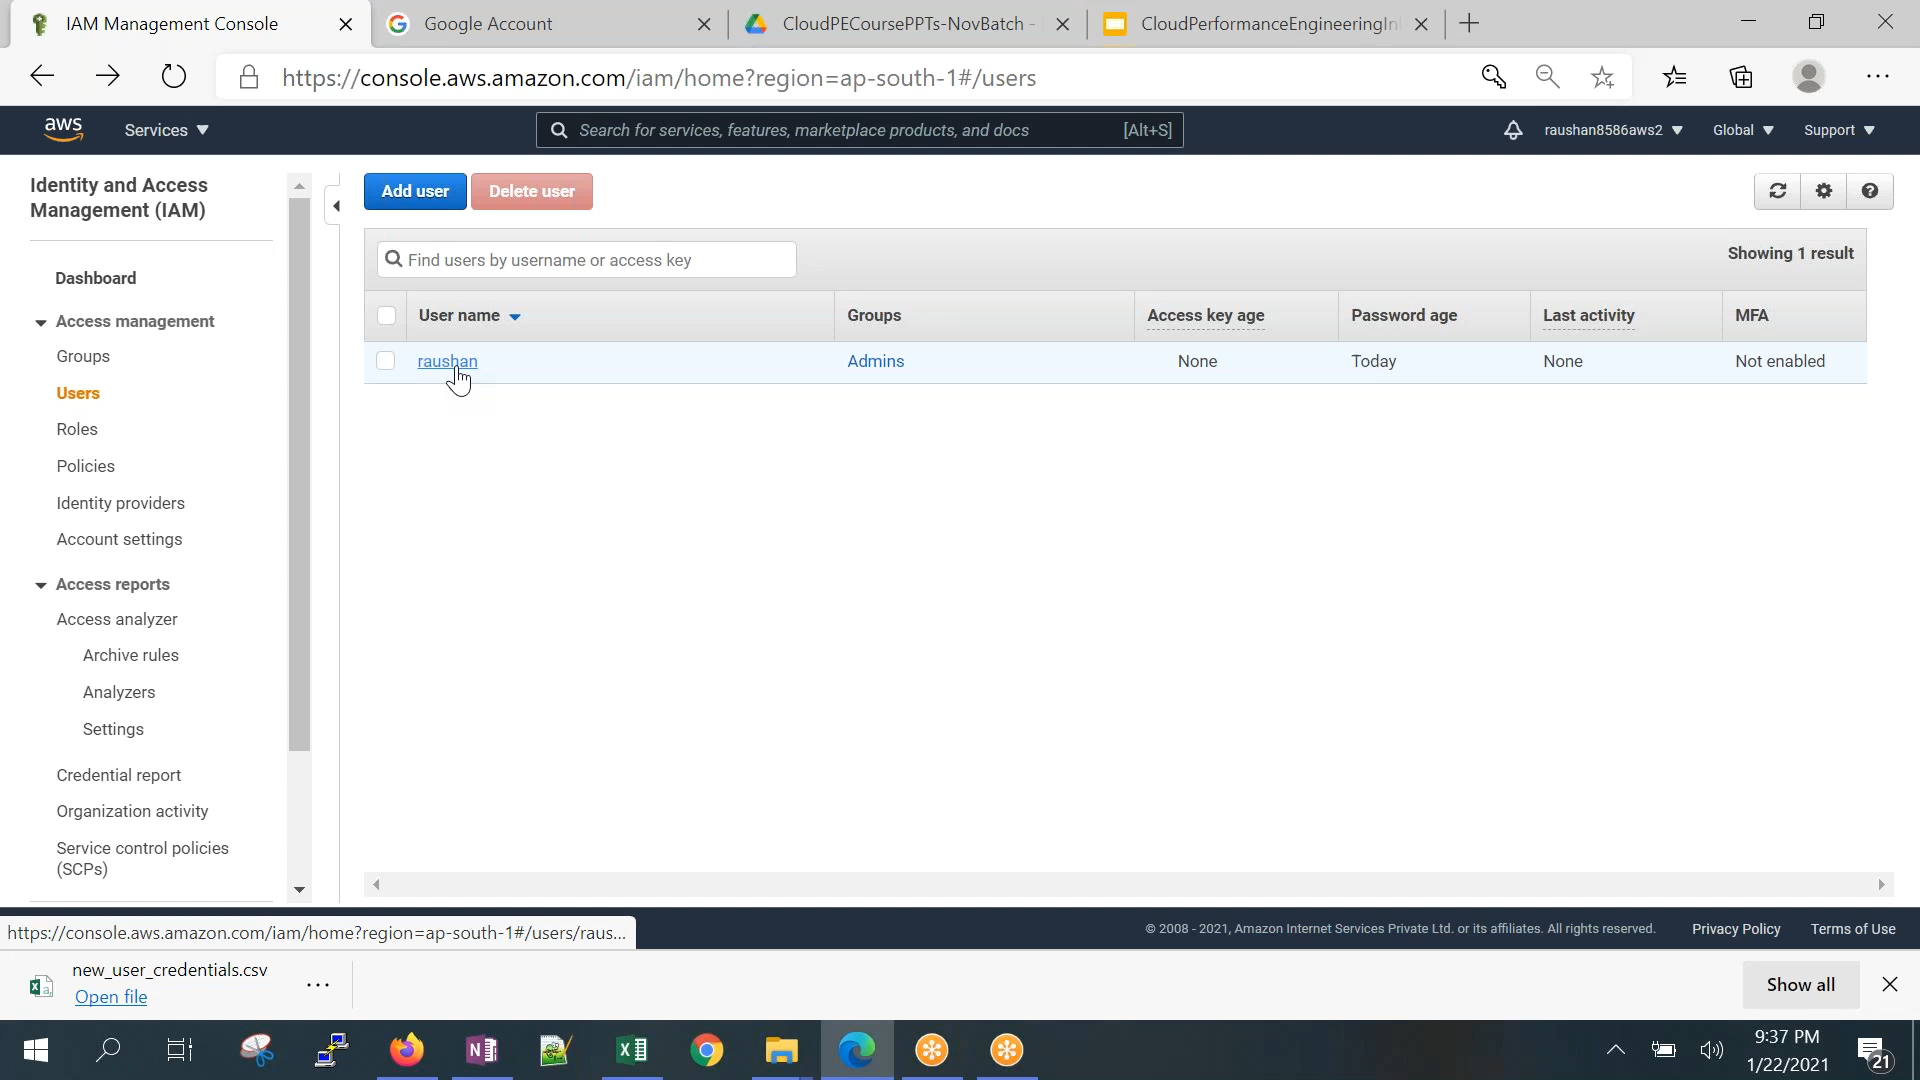 IAM Management Console
Google Account
CloudPECoursePPTs-NovBatch -
CloudPerformanceEngineeringIn
https://console.aws.amazon.com/iam/home?region=ap-south-1#/users
aws
Services
Search for services, features, marketplace products, and docs
[Alt+S]
raushan8586aws2
Global
Support
Identity and Access
Management (IAM)
Dashboard
Access management
Groups
Users
Roles
Policies
Identity providers
Account settings
Access reports
Access analyzer
Archive rules
Analyzers
Settings
Credential report
Organization activity
Service control policies
(SCPs)
Add user
Delete user
Find users by username or access key
Showing 1 result
User name
Groups
Access key age
Password age
Last activity
MFA
raushan
Admins
None
Today
None
Not enabled
https://console.aws.amazon.com/iam/home?region=ap-south-1#/users/raus...
© 2008 - 2021, Amazon Internet Services Private Ltd. or its affiliates. All rights reserved.
Privacy Policy
Terms of Use
new_user_credentials.csv
Open file
Show all
9:37 PM
1/22/2021
21